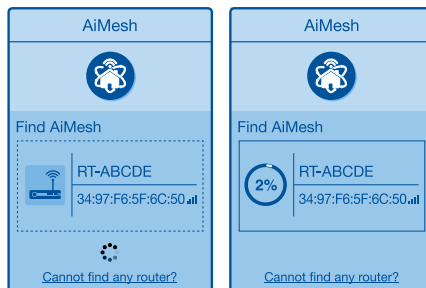 AiMesh
Find AiMesh
RT-ABCDE
34:97:F6:5F:6C:50
Cannot find any router?
AiMesh
Find AiMesh
2%
RT-ABCDE
34:97:F6:5F:6C:50
Cannot find any router?